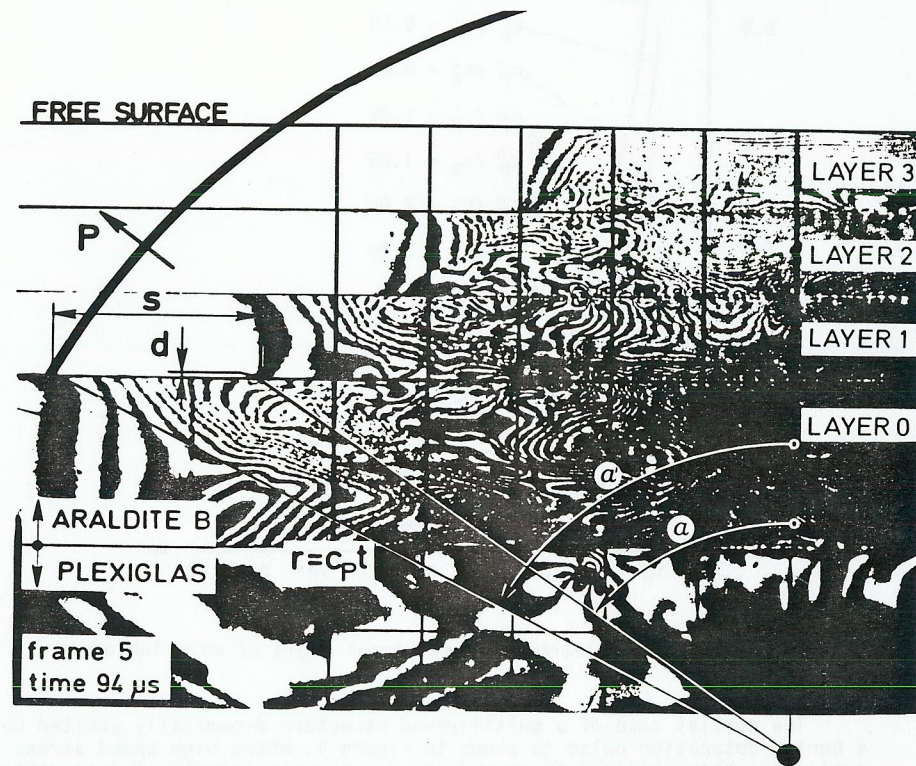 FREE SURFACE
LAYER 3
P
LAYER 2
s
d
LAYER 1
LAYER 0
a'
a
ARALDITE B
PLEXIGLAS
r=cₚt
frame 5
time 94 µs